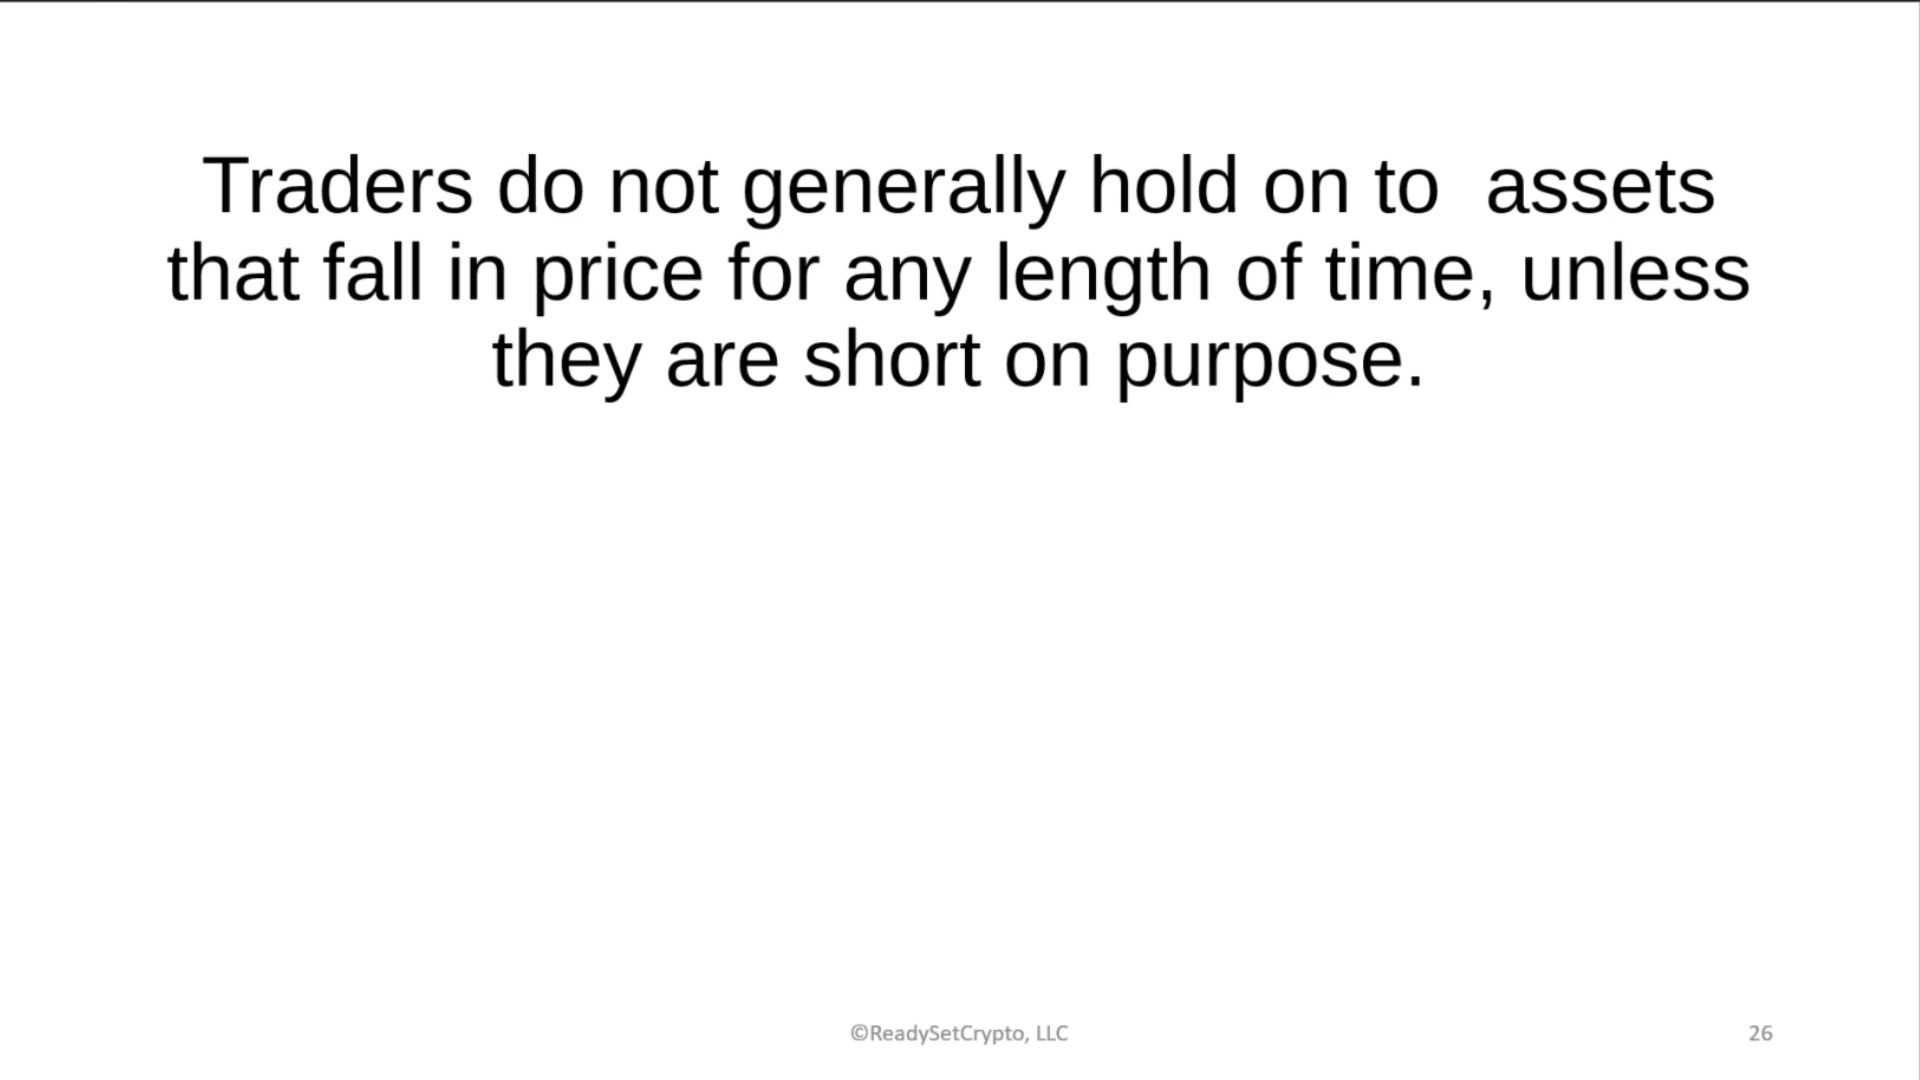 Traders do not generally hold on to  assets
that fall in price for any length of time, unless
they are short on purpose.
©ReadySetCrypto, LLC
26